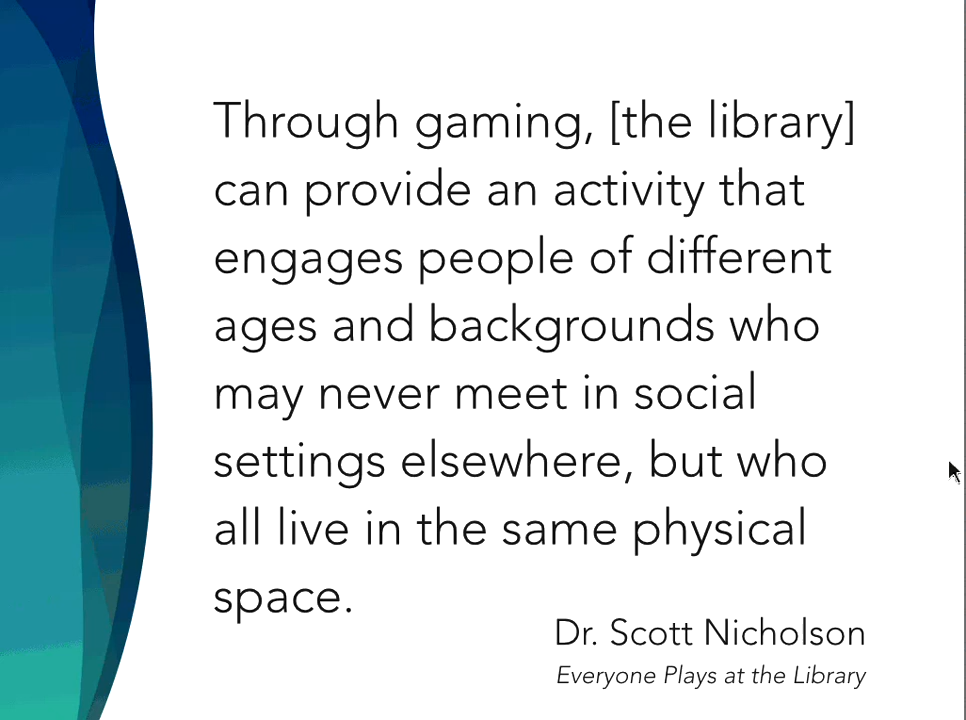 Through gaming, [the library]
can provide an activity that
engages people of different
ages and backgrounds who
may never meet in social
settings elsewhere, but who
all live in the same physical
space.
Dr. Scott Nicholson
Everyone Plays at the Library